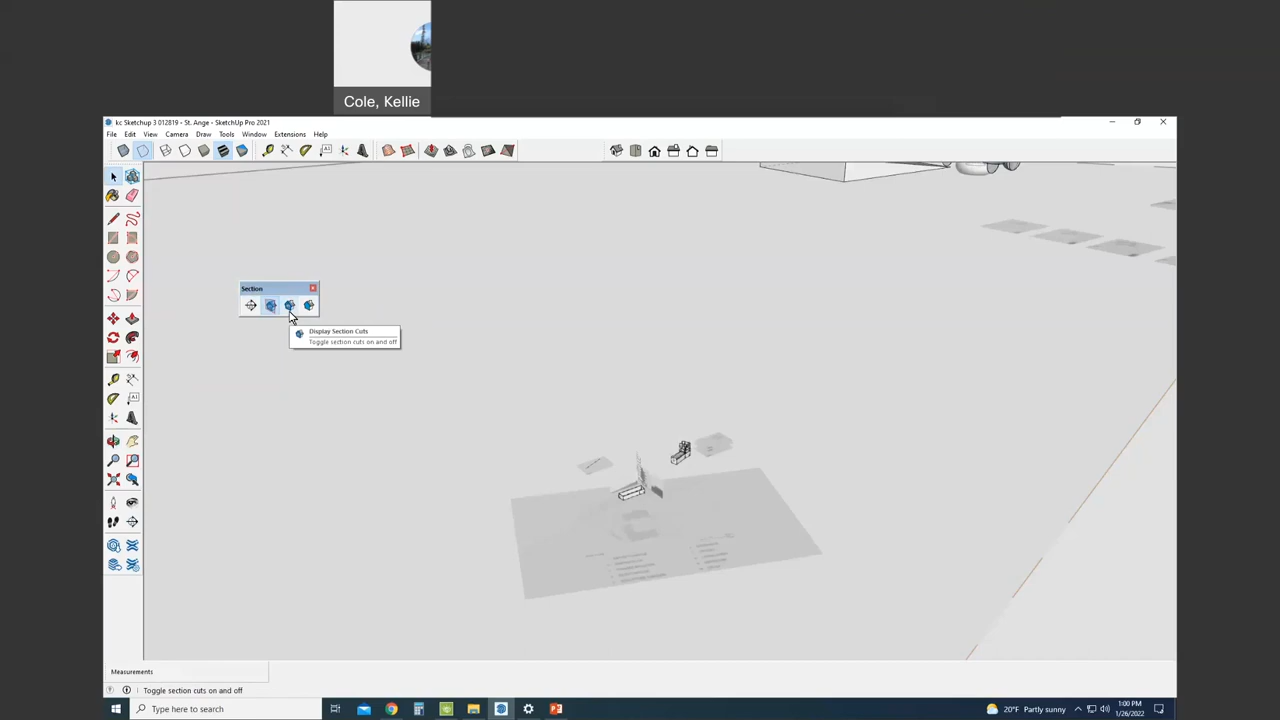 Cole, Kellie
kc Sketchup 3 012819 - St. Ange - SketchUp Pro 2021
File Edit View Camera Draw Tools Window Extensions Help
A1
Section
A1
Display Section Cuts
Toggle section cuts on and off
Measurements
Toggle section cuts on and off
Type here to search
20°F Partly sunny
1:00 PM
1/26/2022